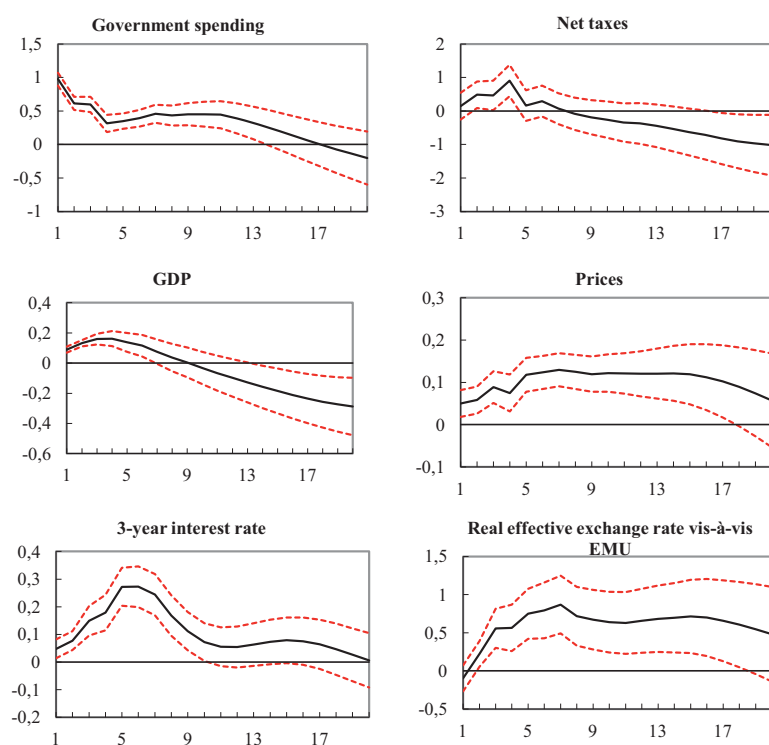 Government spending
1,5
1
0,5
0
-0,5
-1
1 5 9 13 17
Net taxes
2
1
0
-1
-2
-3
1 5 9 13 17
GDP
0,4
0,2
0
-0,2
-0,4
-0,6
1 5 9 13 17
Prices
0,3
0,2
0,1
0
-0,1
1 5 9 13 17
3-year interest rate
0,4
0,3
0,2
0,1
0
-0,1
-0,2
1 5 9 13 17
Real effective exchange rate vis-à-vis
EMU
1,5
1
0,5
0
-0,5
1 5 9 13 17